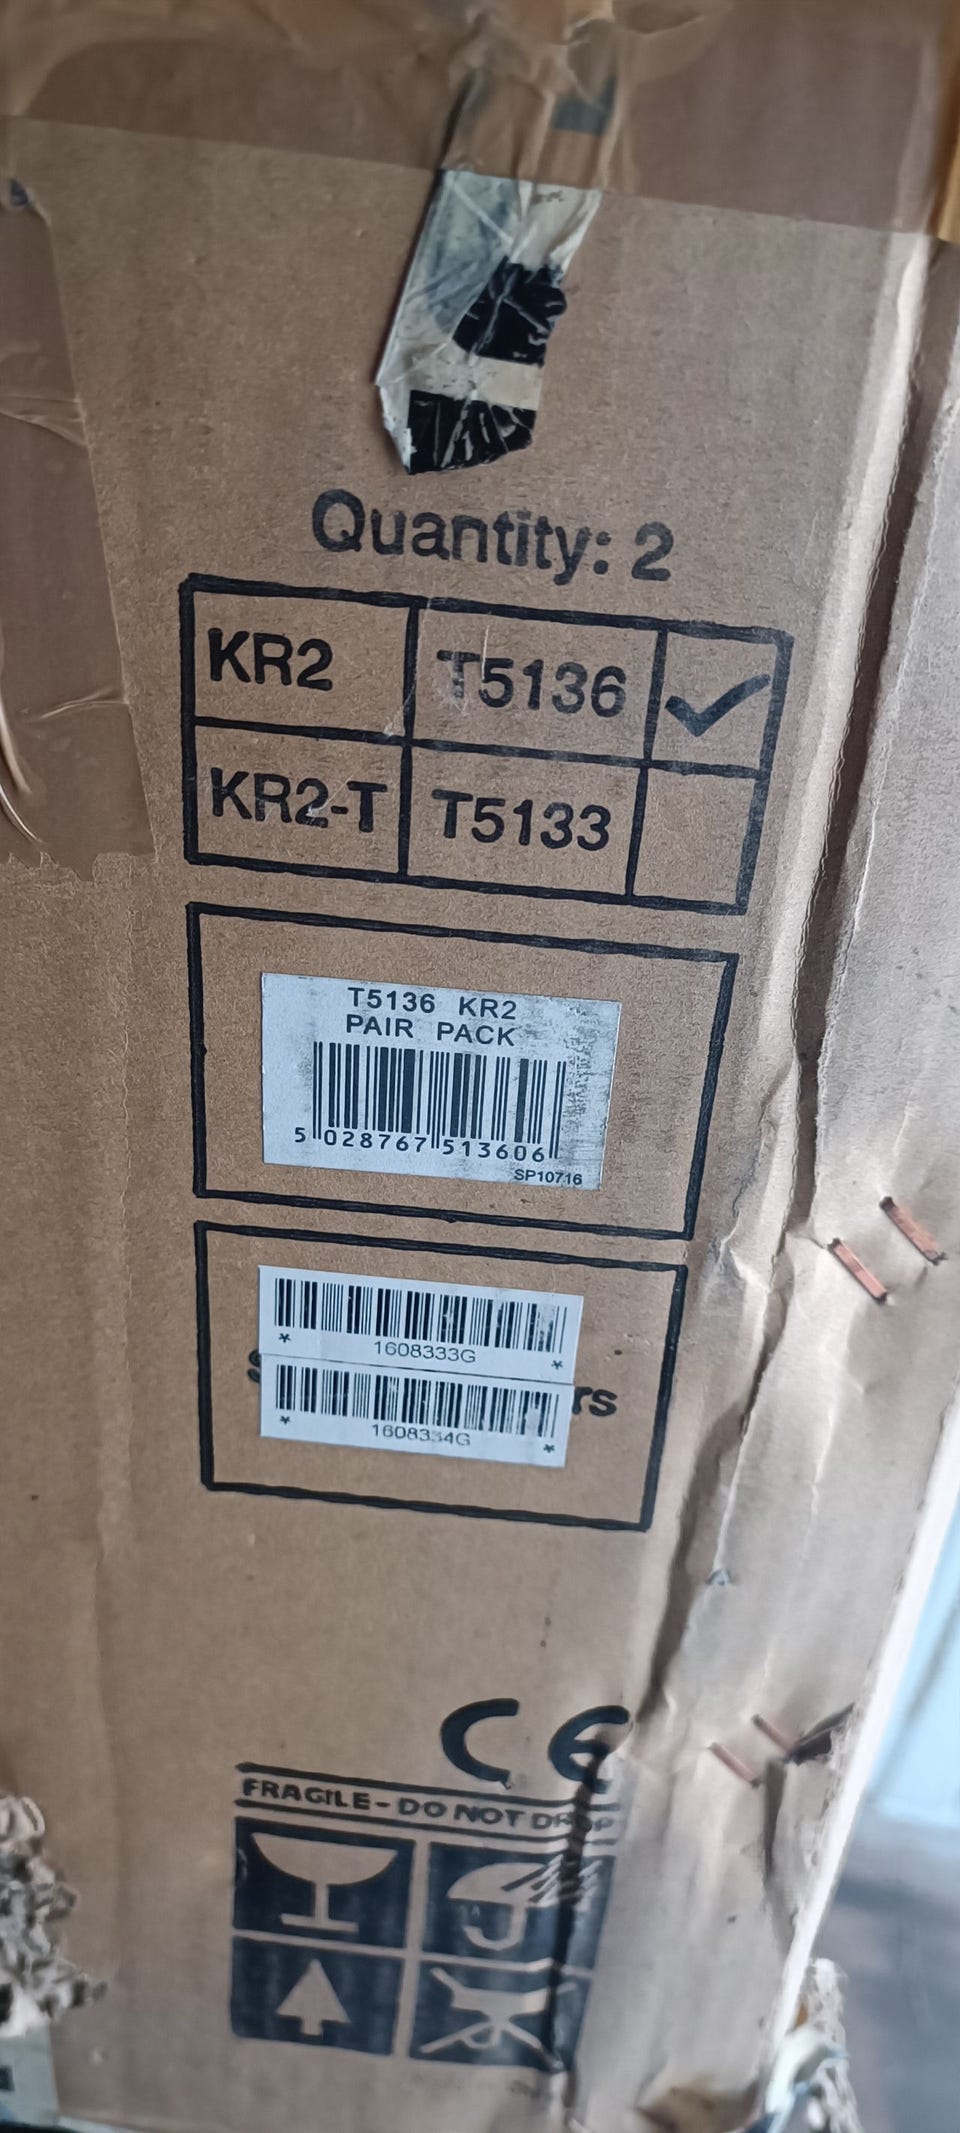 Quantity: 2
KR2 T5136 ✓
KR2-T T5133
T5136 KR2
PAIR PACK
5 028767 513606
SP10716
* 1608333G *
rs
* 1608334G *
CE
FRAGILE - DO NOT DROP